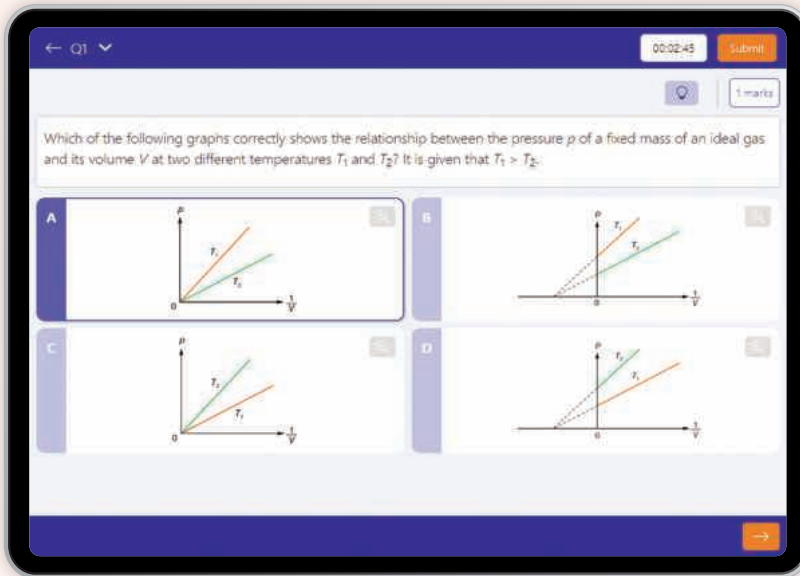 ← Q1
00:02:45
Submit
1 marks
Which of the following graphs correctly shows the relationship between the pressure p of a fixed mass of an ideal gas
and its volume V at two different temperatures T₁ and T₂? It is given that T₁ > T₂.
A
p
T₁
T₂
0
1/V
B
p
T₁
T₂
0
1/V
C
p
T₂
T₁
0
1/V
D
p
T₂
T₁
0
1/V
→